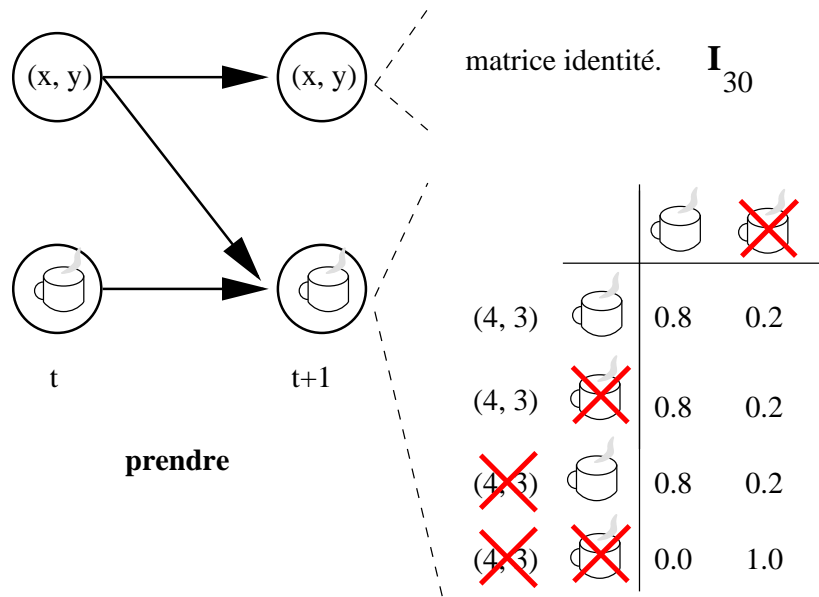 (x, y) (x, y) matrice identité. I30
(4, 3) 0.8 0.2
t t+1
(4, 3) 0.8 0.2
prendre
(4, 3) 0.8 0.2
(4, 3) 0.0 1.0